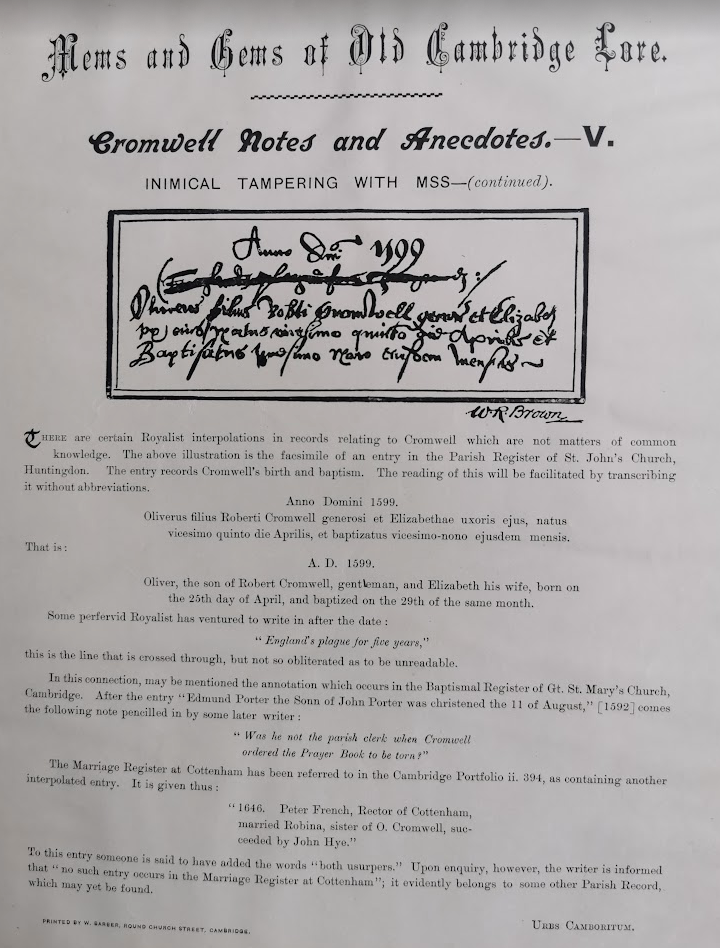 Mems and Gems of Old Cambridge Lore.
Cromwell Notes and Anecdotes.—V.
INIMICAL TAMPERING WITH MSS—(continued).
Anno Dni 1599
Oliverus filius Robti Cromwell generos et Elizabeth
ux eius natus vicesimo quinto die Aprilis et
Baptisatus vicesimo nono eiusdem mensis
W.R. Brown
THERE are certain Royalist interpolations in records relating to Cromwell which are not matters of common
knowledge. The above illustration is the facsimile of an entry in the Parish Register of St. John's Church,
Huntingdon. The entry records Cromwell's birth and baptism. The reading of this will be facilitated by transcribing
it without abbreviations.
Anno Domini 1599.
Oliverus filius Roberti Cromwell generosi et Elizabethae uxoris ejus, natus
vicesimo quinto die Aprilis, et baptizatus vicesimo-nono ejusdem mensis.
That is:
A. D. 1599.
Oliver, the son of Robert Cromwell, gentleman, and Elizabeth his wife, born on
the 25th day of April, and baptized on the 29th of the same month.
Some perfervid Royalist has ventured to write in after the date :
" England's plague for five years,"
this is the line that is crossed through, but not so obliterated as to be unreadable.
In this connection, may be mentioned the annotation which occurs in the Baptismal Register of Gt. St. Mary's Church,
Cambridge. After the entry "Edmund Porter the Sonn of John Porter was christened the 11 of August," [1592] comes
the following note pencilled in by some later writer :
" Was he not the parish clerk when Cromwell
ordered the Prayer Book to be torn?"
The Marriage Register at Cottenham has been referred to in the Cambridge Portfolio ii. 394, as containing another
interpolated entry. It is given thus :
" 1646. Peter French, Rector of Cottenham,
married Robina, sister of O. Cromwell, suc-
ceeded by John Hye."
To this entry someone is said to have added the words "both usurpers." Upon enquiry, however, the writer is informed
that "no such entry occurs in the Marriage Register at Cottenham"; it evidently belongs to some other Parish Record,
which may yet be found.
PRINTED BY W. BARBER, ROUND CHURCH STREET, CAMBRIDGE.
URBS CAMBORITUM.